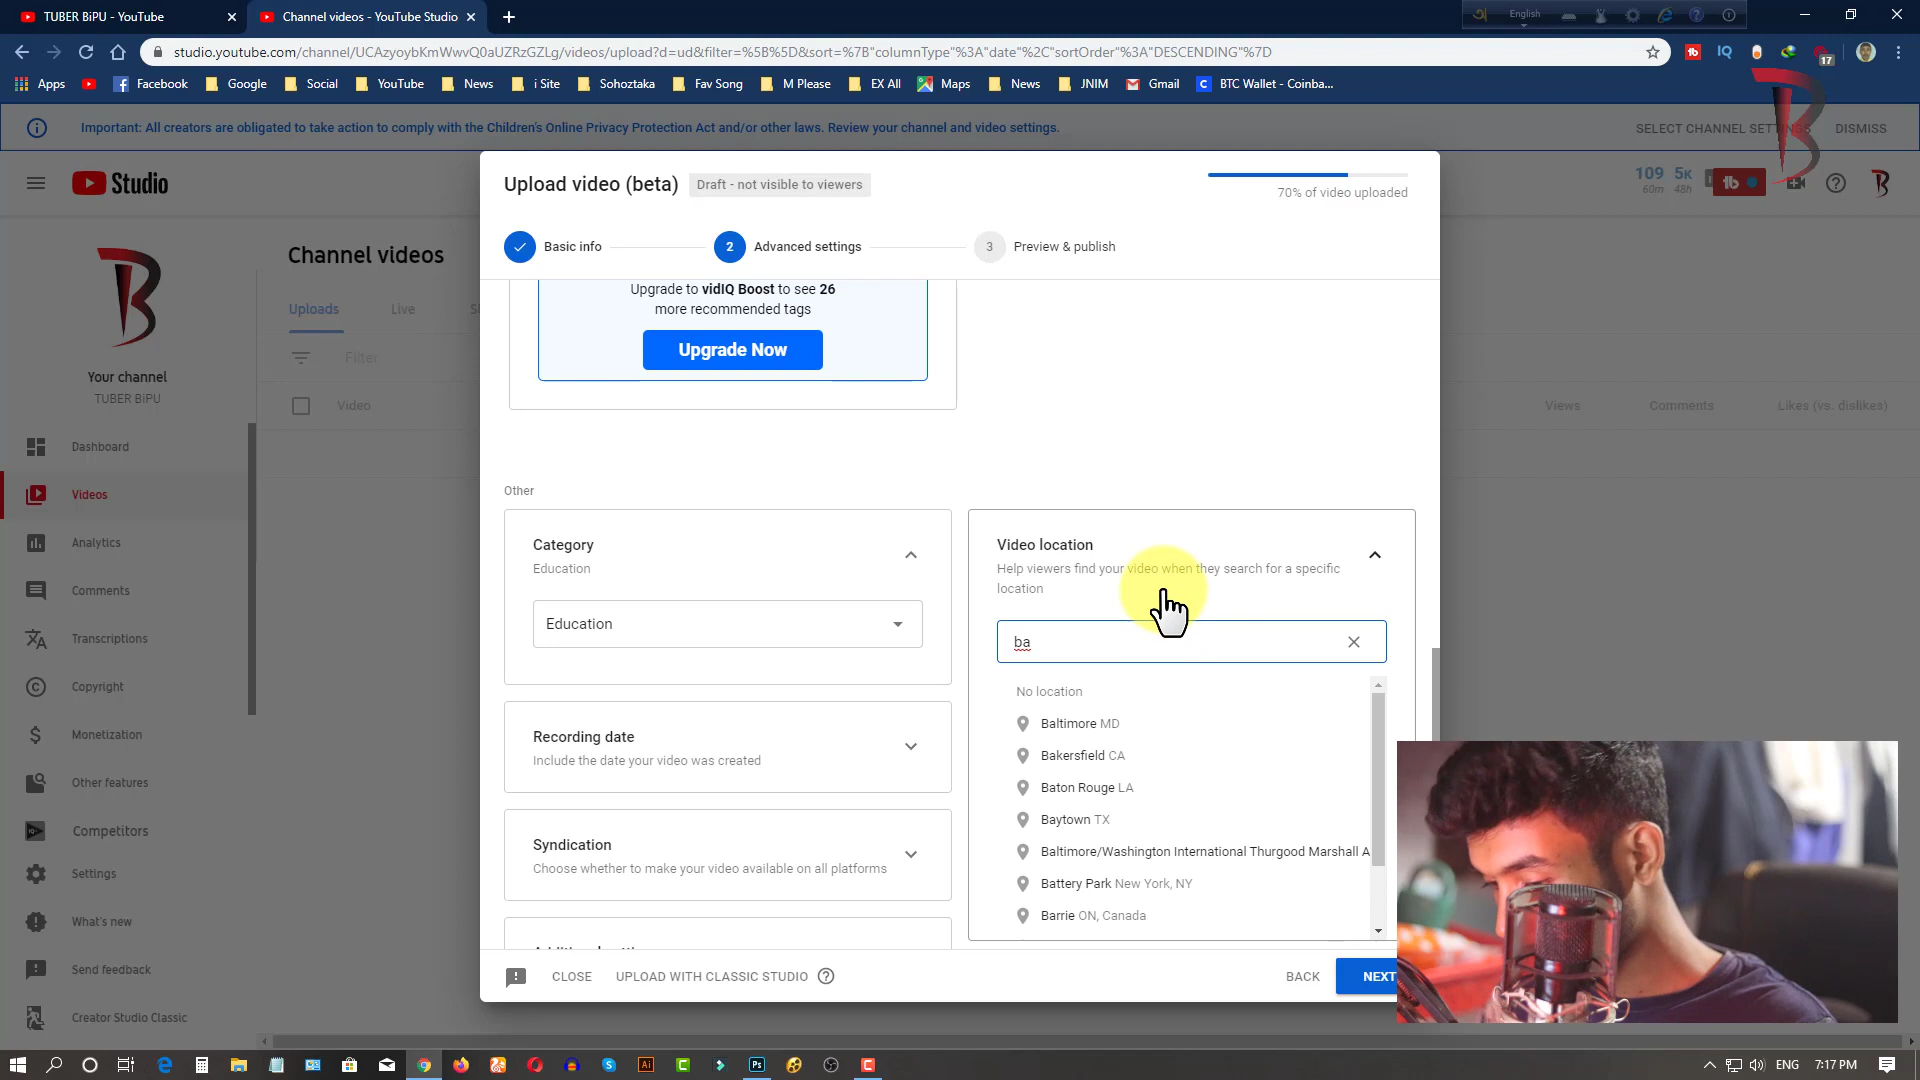 TUBER BiPU - YouTube
Channel videos - YouTube Studio
English
studio.youtube.com/channel/UCAzyoybKmWwvQ0aUZRzGZLg/videos/upload?d=ud&filter=%5B%5D&sort=%7B"columnType"%3A"date"%2C"sortOrder"%3A"DESCENDING"%7D
17
Apps
Facebook
Google
Social
YouTube
News
i Site
Sohoztaka
Fav Song
M Please
EX All
Maps
News
JNIM
Gmail
BTC Wallet - Coinba...
Important: All creators are obligated to take action to comply with the Children's Online Privacy Protection Act and/or other laws. Review your channel and video settings.
SELECT CHANNEL SETTINGS
DISMISS
Studio
109 5K
60m 48h
Upload video (beta)
Draft - not visible to viewers
70% of video uploaded
Basic info
2 Advanced settings
3 Preview & publish
Channel videos
Uploads
Live
Filter
Video
Views
Comments
Likes (vs. dislikes)
Your channel
TUBER BiPU
Dashboard
Videos
Analytics
Comments
Transcriptions
Copyright
Monetization
Other features
Competitors
Settings
What's new
Send feedback
Creator Studio Classic
Upgrade to vidIQ Boost to see 26
more recommended tags
Upgrade Now
Other
Category
Education
Education
Recording date
Include the date your video was created
Syndication
Choose whether to make your video available on all platforms
Video location
Help viewers find your video when they search for a specific
location
ba
No location
Baltimore MD
Bakersfield CA
Baton Rouge LA
Baytown TX
Baltimore/Washington International Thurgood Marshall A
Battery Park New York, NY
Barrie ON, Canada
CLOSE
UPLOAD WITH CLASSIC STUDIO
BACK
NEXT
ENG
7:17 PM